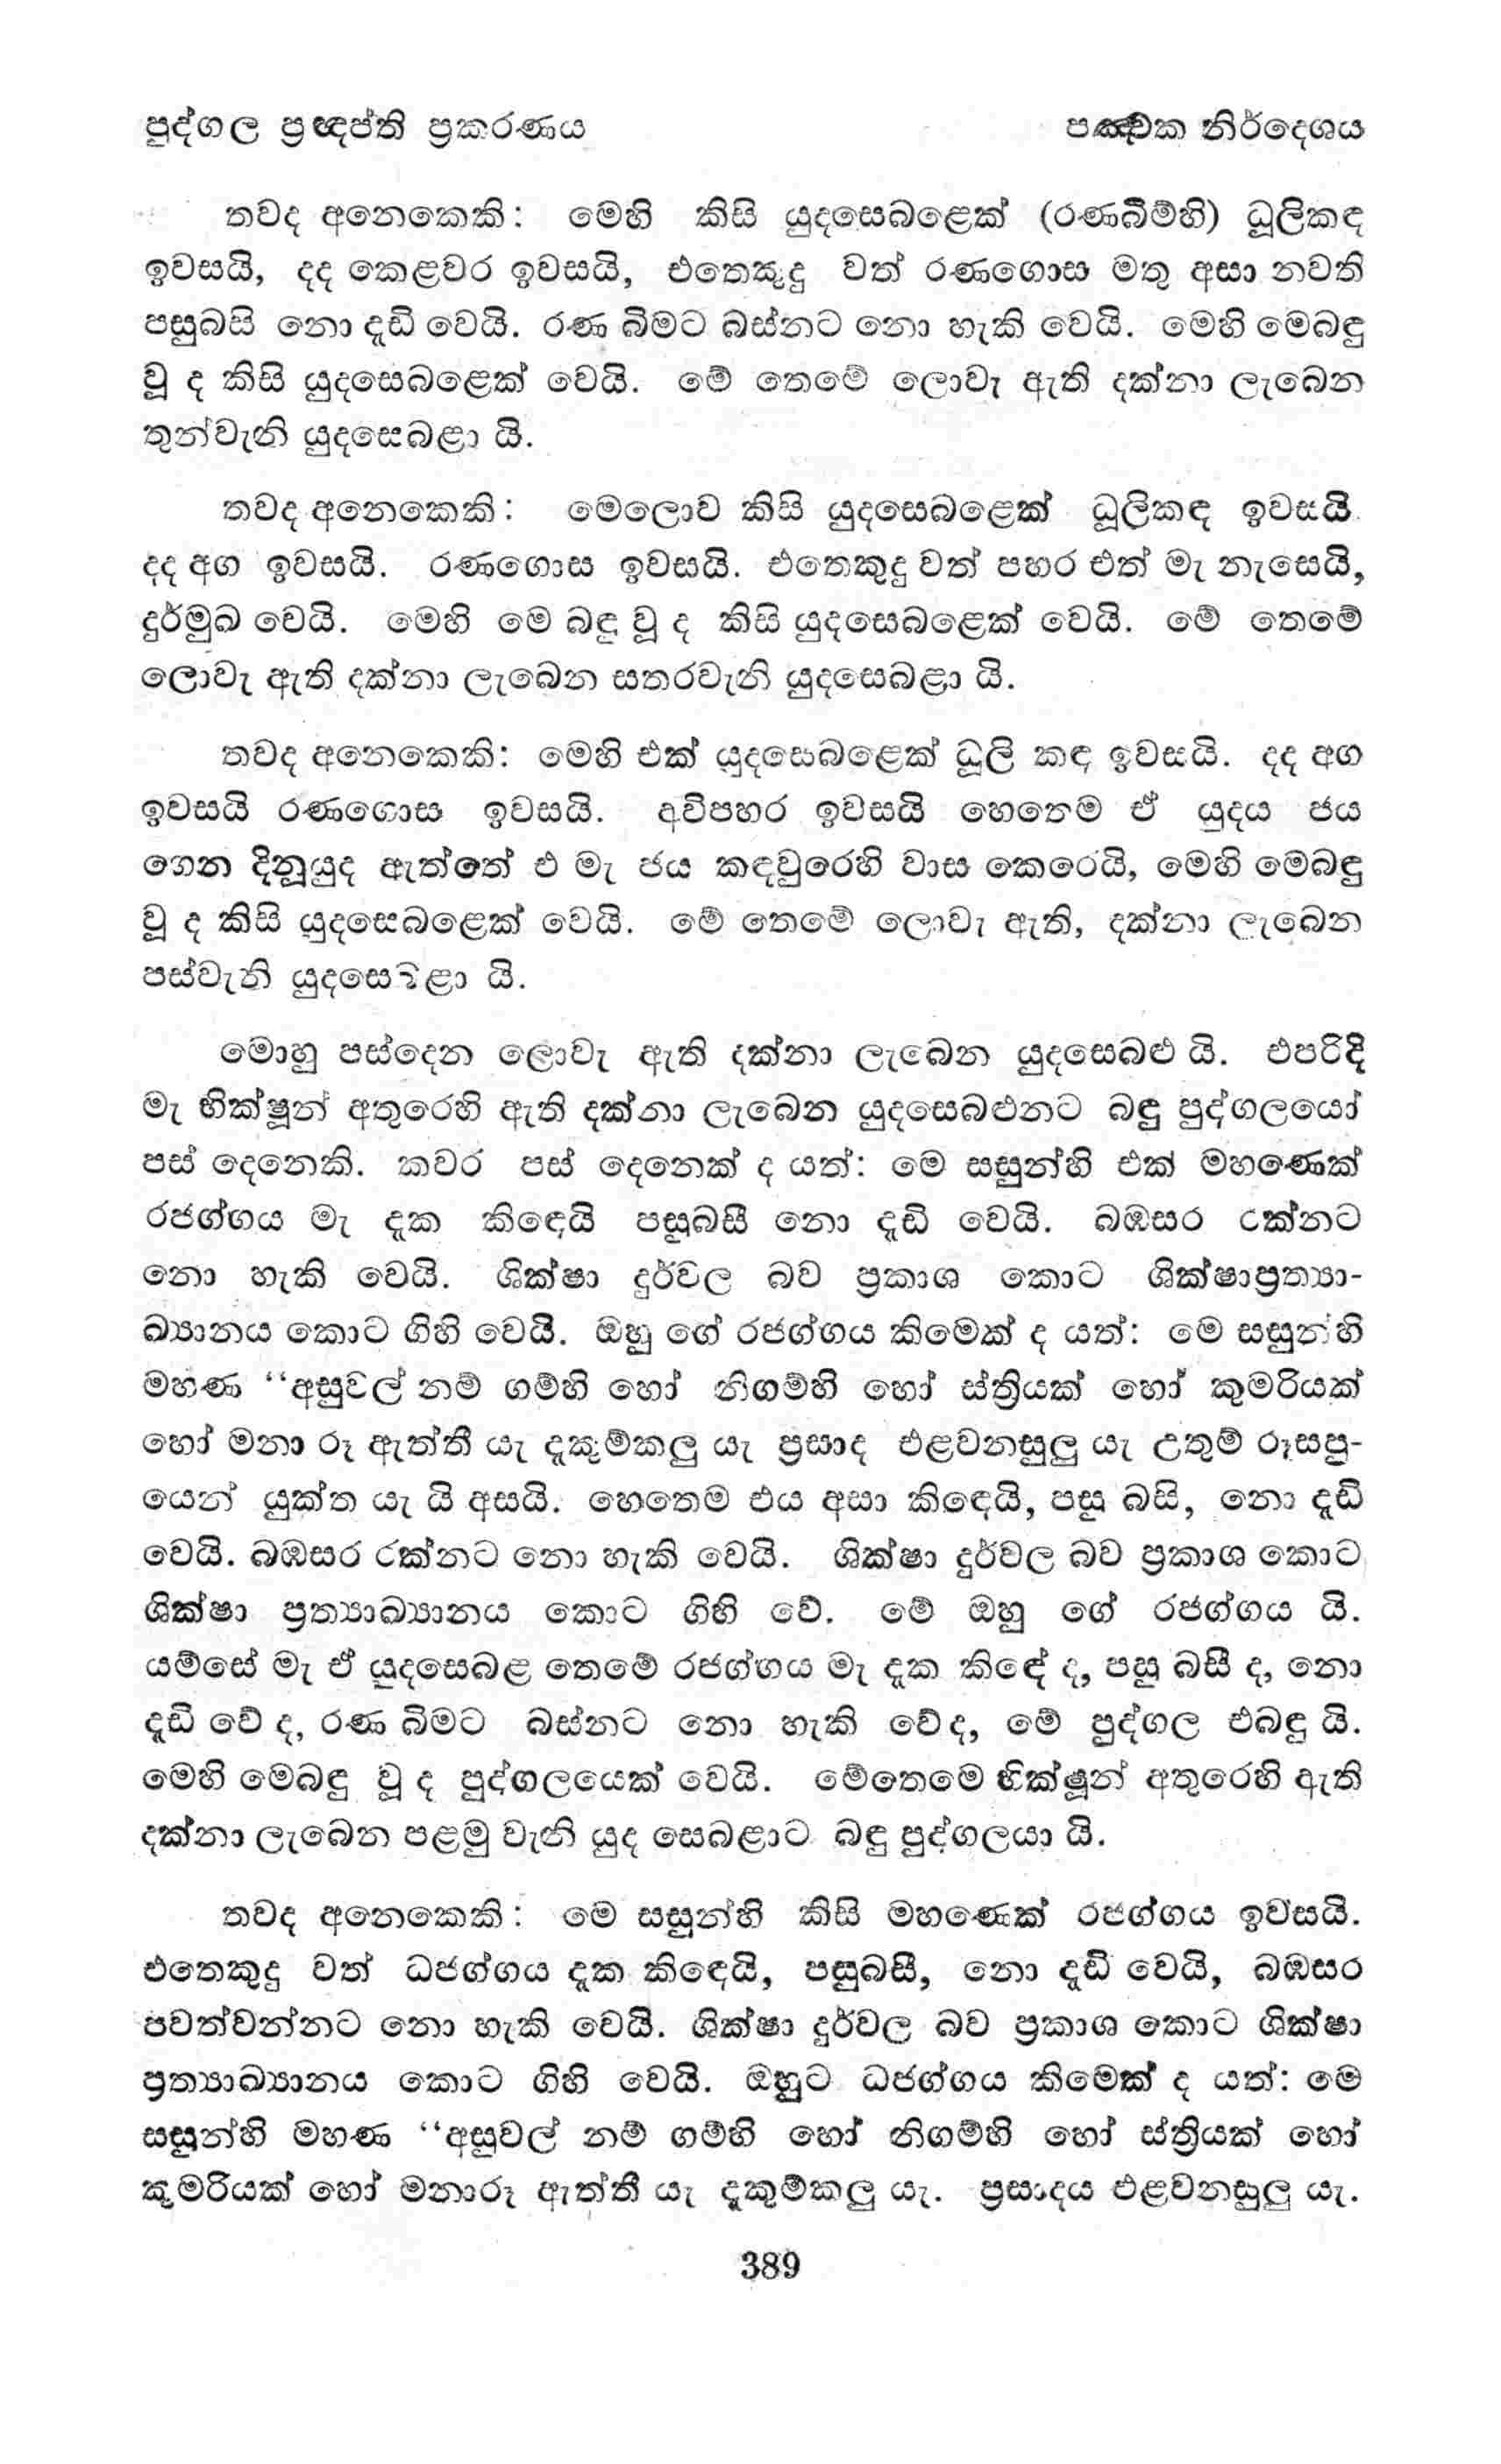 පුද්ගල ප්‍රඥප්ති ප්‍රකරණය
පඤ්චක නිර්දෙශය
තවද අනෙකෙකි: මෙහි කිසි යුදසෙබළෙක් (රණබිම්හි) ධූලිකඳ
ඉවසයි, දද කෙළවර ඉවසයි, එතෙකුදු වත් රණගොස මතු අසා නවති
පසුබසි නො දැඩි වෙයි. රණ බිමට බස්නට නො හැකි වෙයි. මෙහි මෙබඳු
වූ ද කිසි යුදසෙබළෙක් වෙයි. මේ තෙමේ ලොවැ ඇති දක්නා ලැබෙන
තුන්වැනි යුදසෙබළා යි.
තවද අනෙකෙකි: මෙලොව කිසි යුදසෙබළෙක් ධූලිකඳ ඉවසයි.
දද අග ඉවසයි. රණගොස ඉවසයි. එතෙකුදු වත් පහර එත් මැ නැසෙයි,
දුර්මුඛ වෙයි. මෙහි මෙ බඳු වූ ද කිසි යුදසෙබළෙක් වෙයි. මේ තෙමේ
ලොවැ ඇති දක්නා ලැබෙන සතරවැනි යුදසෙබළා යි.
තවද අනෙකෙකි: මෙහි එක් යුදසෙබළෙක් ධූලි කඳ ඉවසයි. දද අග
ඉවසයි රණගොස ඉවසයි. අවිපහර ඉවසයි හෙතෙම ඒ යුදය ජය
ගෙන දිනූයුද ඇත්තේ එ මැ ජය කඳවුරෙහි වාස කෙරෙයි, මෙහි මෙබඳු
වූ ද කිසි යුදසෙබළෙක් වෙයි. මේ තෙමේ ලොවැ ඇති, දක්නා ලැබෙන
පස්වැනි යුදසෙබළා යි.
මොහු පස්දෙන ලොවැ ඇති දක්නා ලැබෙන යුදසෙබළු යි. එපරිදි
මැ භික්ෂූන් අතුරෙහි ඇති දක්නා ලැබෙන යුදසෙබළුනට බඳු පුද්ගලයෝ
පස් දෙනෙකි. කවර පස් දෙනෙක් ද යත්: මෙ සසුන්හි එක් මහණෙක්
රජග්ගය මැ දැක කිඳෙයි පසුබසී නො දැඩි වෙයි. බඹසර රක්නට
නො හැකි වෙයි. ශික්ෂා දුර්වල බව ප්‍රකාශ කොට ශික්ෂාප්‍රත්‍යා-
ඛ්‍යානය කොට ගිහි වෙයි. ඔහු ගේ රජග්ගය කිමෙක් ද යත්: මෙ සසුන්හි
මහණ “අසුවල් නම් ගම්හි හෝ නිගම්හි හෝ ස්ත්‍රියක් හෝ කුමරියක්
හෝ මනා රූ ඇත්තී යැ දැකුම්කලු යැ ප්‍රසාද එළවනසුලු යැ උතුම් රූසපු-
යෙන් යුක්ත යැ යි අසයි. හෙතෙම එය අසා කිඳෙයි, පසු බසි, නො දැඩි
වෙයි. බඹසර රක්නට නො හැකි වෙයි. ශික්ෂා දුර්වල බව ප්‍රකාශ කොට
ශික්ෂා ප්‍රත්‍යාඛ්‍යානය කොට ගිහි වේ. මේ ඔහු ගේ රජග්ගය යි.
යම්සේ මැ ඒ යුදසෙබළ තෙමේ රජග්ගය මැ දැක කිඳේ ද, පසු බසී ද, නො
දැඩි වේ ද, රණ බිමට බස්නට නො හැකි වේද, මේ පුද්ගල එබඳු යි.
මෙහි මෙබඳු වූ ද පුද්ගලයෙක් වෙයි. මේතෙමෙ භික්ෂූන් අතුරෙහි ඇති
දක්නා ලැබෙන පළමු වැනි යුද සෙබළාට බඳු පුද්ගලයා යි.
තවද අනෙකෙකි: මෙ සසුන්හි කිසි මහණෙක් රජග්ගය ඉවසයි.
එතෙකුදු වත් ධජග්ගය දැක කිඳෙයි, පසුබසී, නො දැඩි වෙයි, බඹසර
පවත්වන්නට නො හැකි වෙයි. ශික්ෂා දුර්වල බව ප්‍රකාශ කොට ශික්ෂා
ප්‍රත්‍යාඛ්‍යානය කොට ගිහි වෙයි. ඔහුට ධජග්ගය කිමෙක් ද යත්: මෙ
සසුන්හි මහණ “අසුවල් නම් ගම්හි හෝ නිගම්හි හෝ ස්ත්‍රියක් හෝ
කුමරියක් හෝ මනාරූ ඇත්තී යැ දැකුම්කලු යැ. ප්‍රසාදය එළවනසුලු යැ.
389